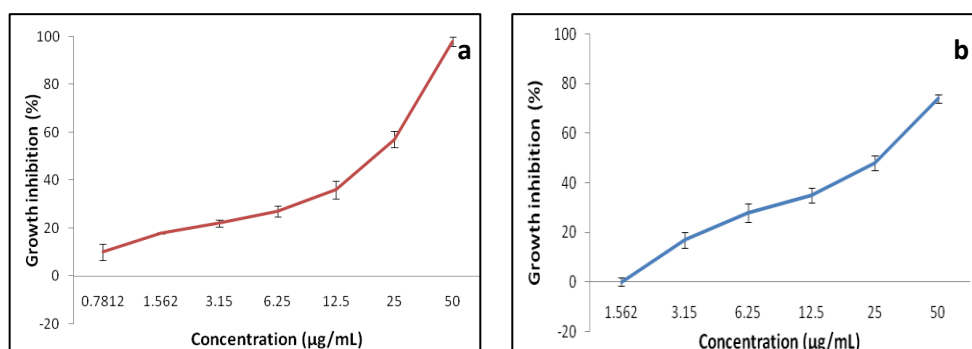 a
Growth inhibition (%)
100
80
60
40
20
0
-20
0.7812 1.562 3.15 6.25 12.5 25 50
Concentration (µg/mL)
b
Growth inhibition (%)
100
80
60
40
20
0
-20
1.562 3.15 6.25 12.5 25 50
Concentration (µg/mL)